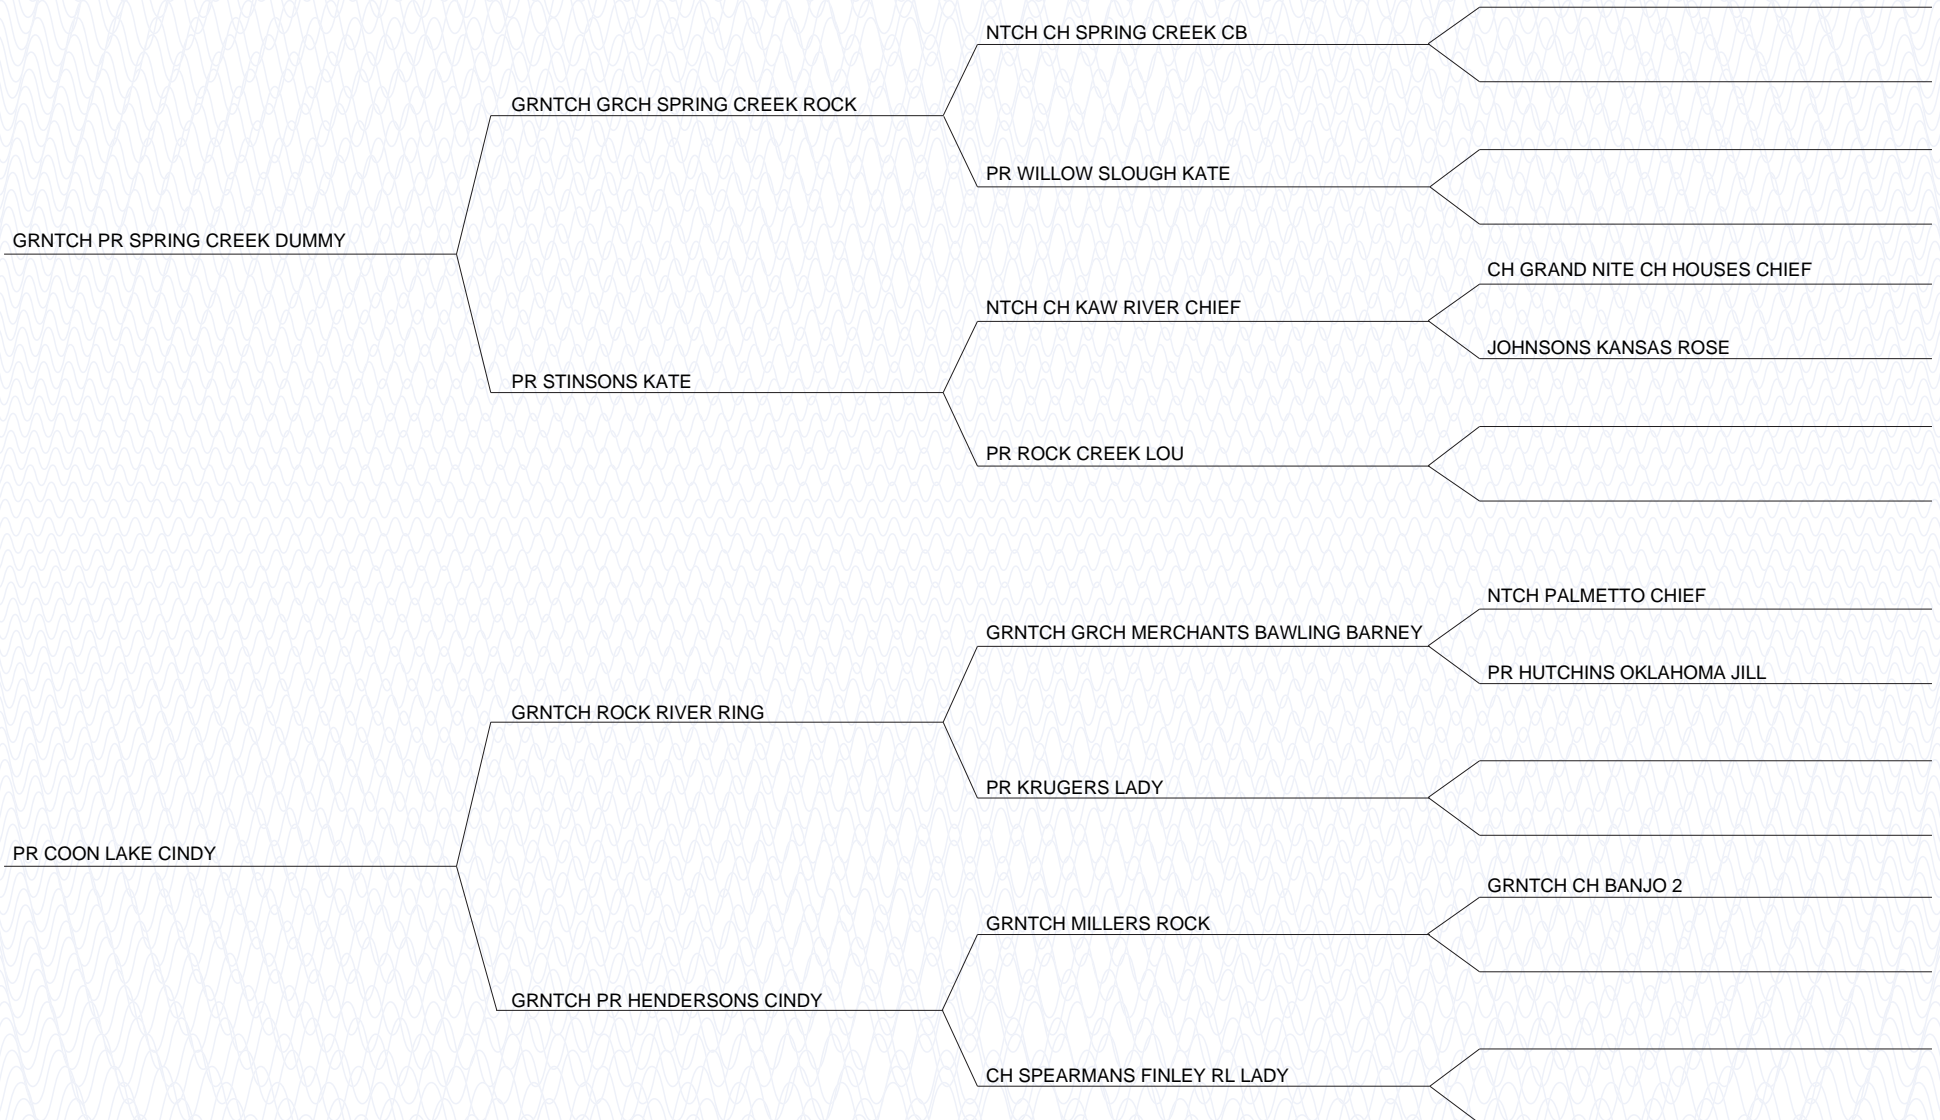 NTCH CH SPRING CREEK CB
GRNTCH GRCH SPRING CREEK ROCK
PR WILLOW SLOUGH KATE
GRNTCH PR SPRING CREEK DUMMY
CH GRAND NITE CH HOUSES CHIEF
NTCH CH KAW RIVER CHIEF
JOHNSONS KANSAS ROSE
PR STINSONS KATE
PR ROCK CREEK LOU
NTCH PALMETTO CHIEF
GRNTCH GRCH MERCHANTS BAWLING BARNEY
PR HUTCHINS OKLAHOMA JILL
GRNTCH ROCK RIVER RING
PR KRUGERS LADY
PR COON LAKE CINDY
GRNTCH CH BANJO 2
GRNTCH MILLERS ROCK
GRNTCH PR HENDERSONS CINDY
CH SPEARMANS FINLEY RL LADY